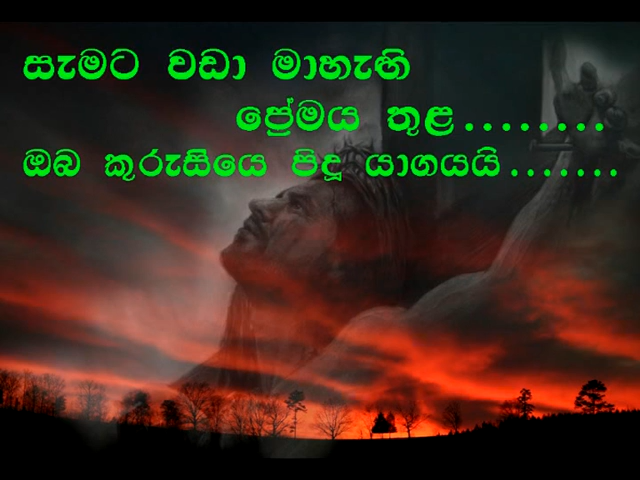 සැමට වඩා මාහැඟි
ප්‍රේමය තුළ........
ඔබ කුරුසියෙ පිදූ යාගයයි.......